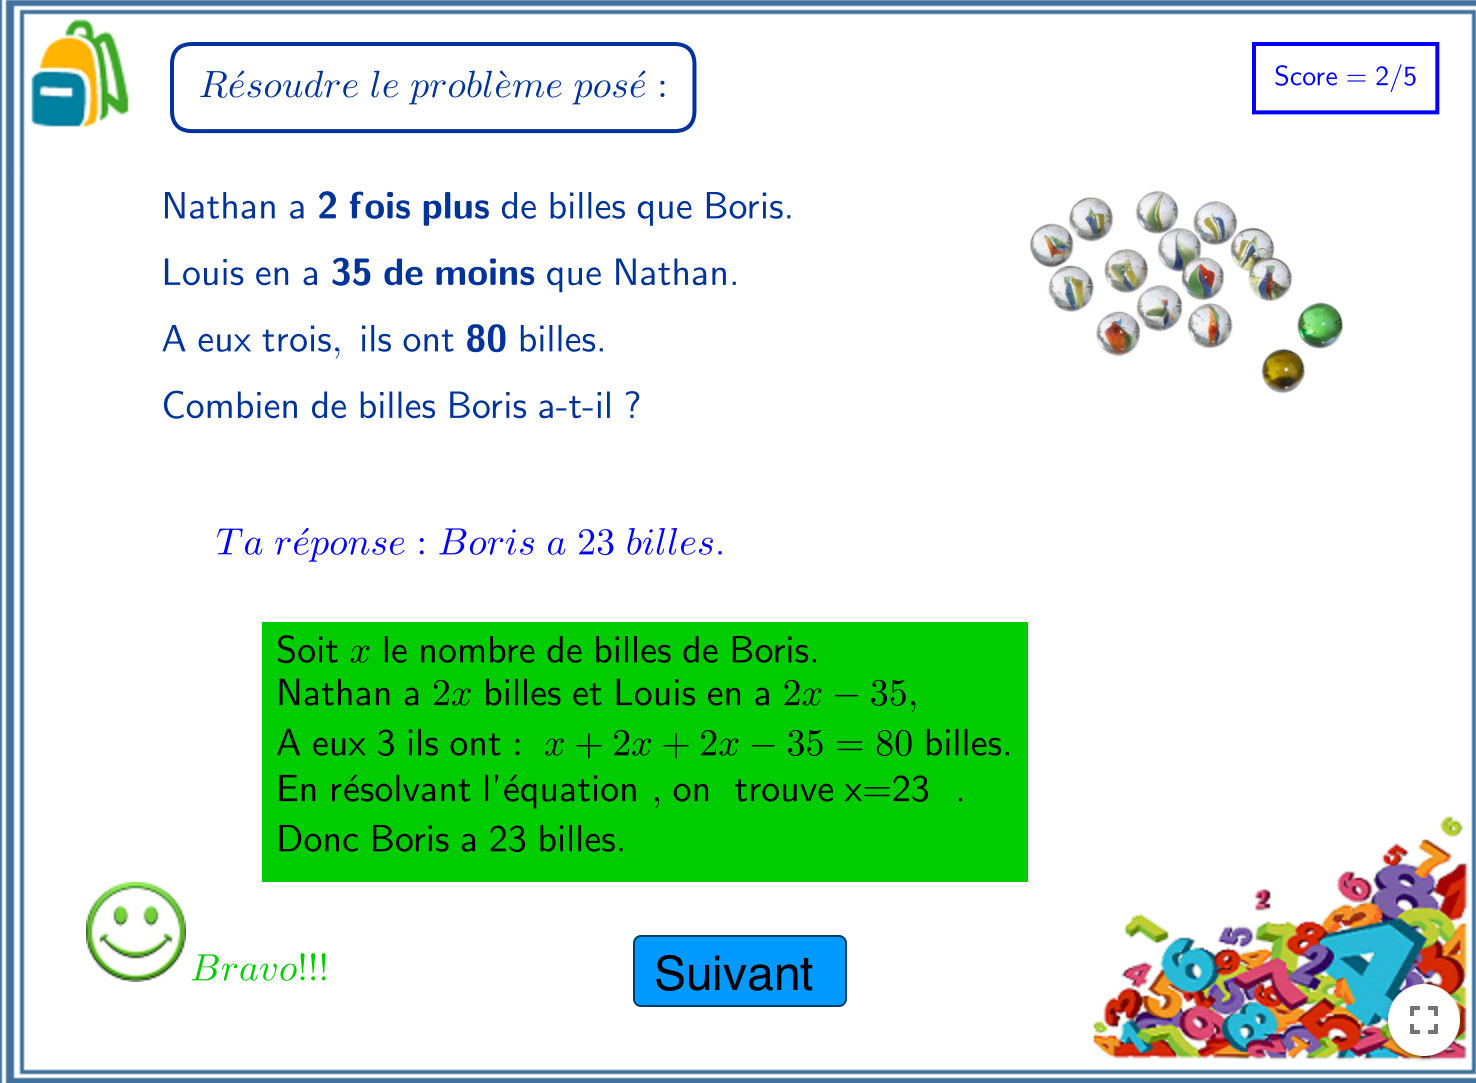 Résoudre le problème posé :
Score = 2/5
Nathan a 2 fois plus de billes que Boris.
Louis en a 35 de moins que Nathan.
A eux trois, ils ont 80 billes.
Combien de billes Boris a-t-il ?
Ta réponse : Boris a 23 billes.
Soit x le nombre de billes de Boris.
Nathan a 2x billes et Louis en a 2x − 35,
A eux 3 ils ont : x + 2x + 2x − 35 = 80 billes.
En résolvant l'équation , on trouve x=23 .
Donc Boris a 23 billes.
Bravo!!!
Suivant